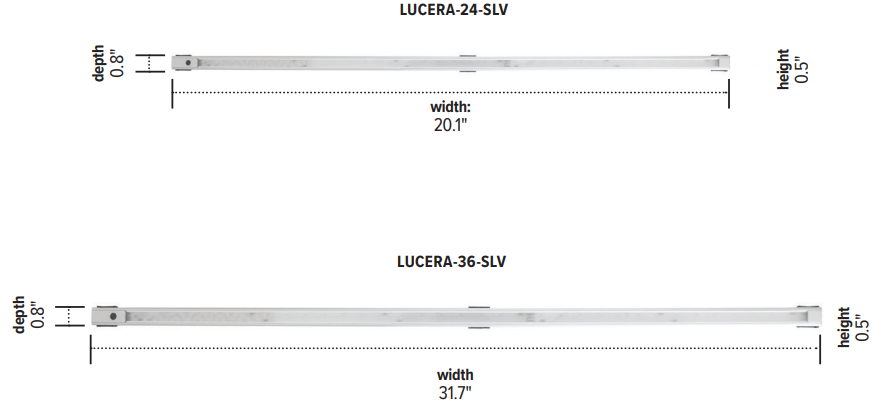 LUCERA-24-SLV
depth
0.8"
height
0.5"
width:
20.1"
LUCERA-36-SLV
depth
0.8"
height
0.5"
width
31.7"